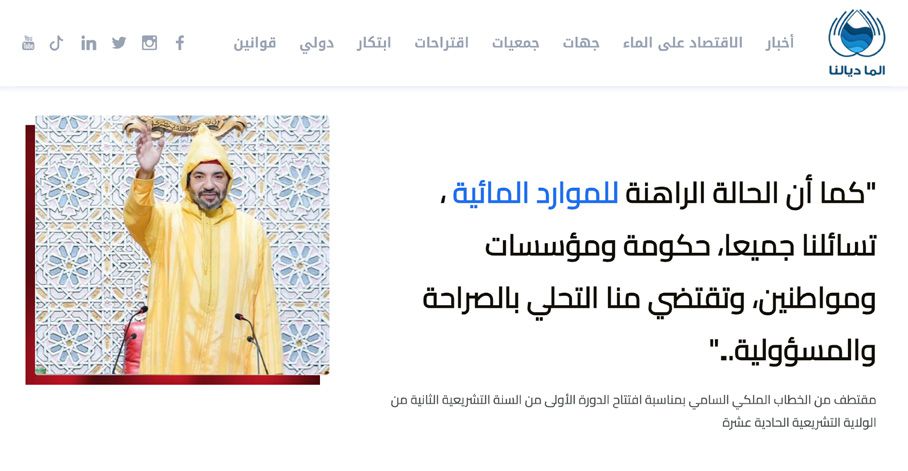 الما ديالنا
أخبار
الاقتصاد على الماء
جهات
جمعيات
اقتراحات
ابتكار
دولي
قوانين
"كما أن الحالة الراهنة للموارد المائية ،
تسائلنا جميعا، حكومة ومؤسسات
ومواطنين، وتقتضي منا التحلي بالصراحة
والمسؤولية.."
مقتطف من الخطاب الملكي السامي بمناسبة افتتاح الدورة الأولى من السنة التشريعية الثانية من
الولاية التشريعية الحادية عشرة